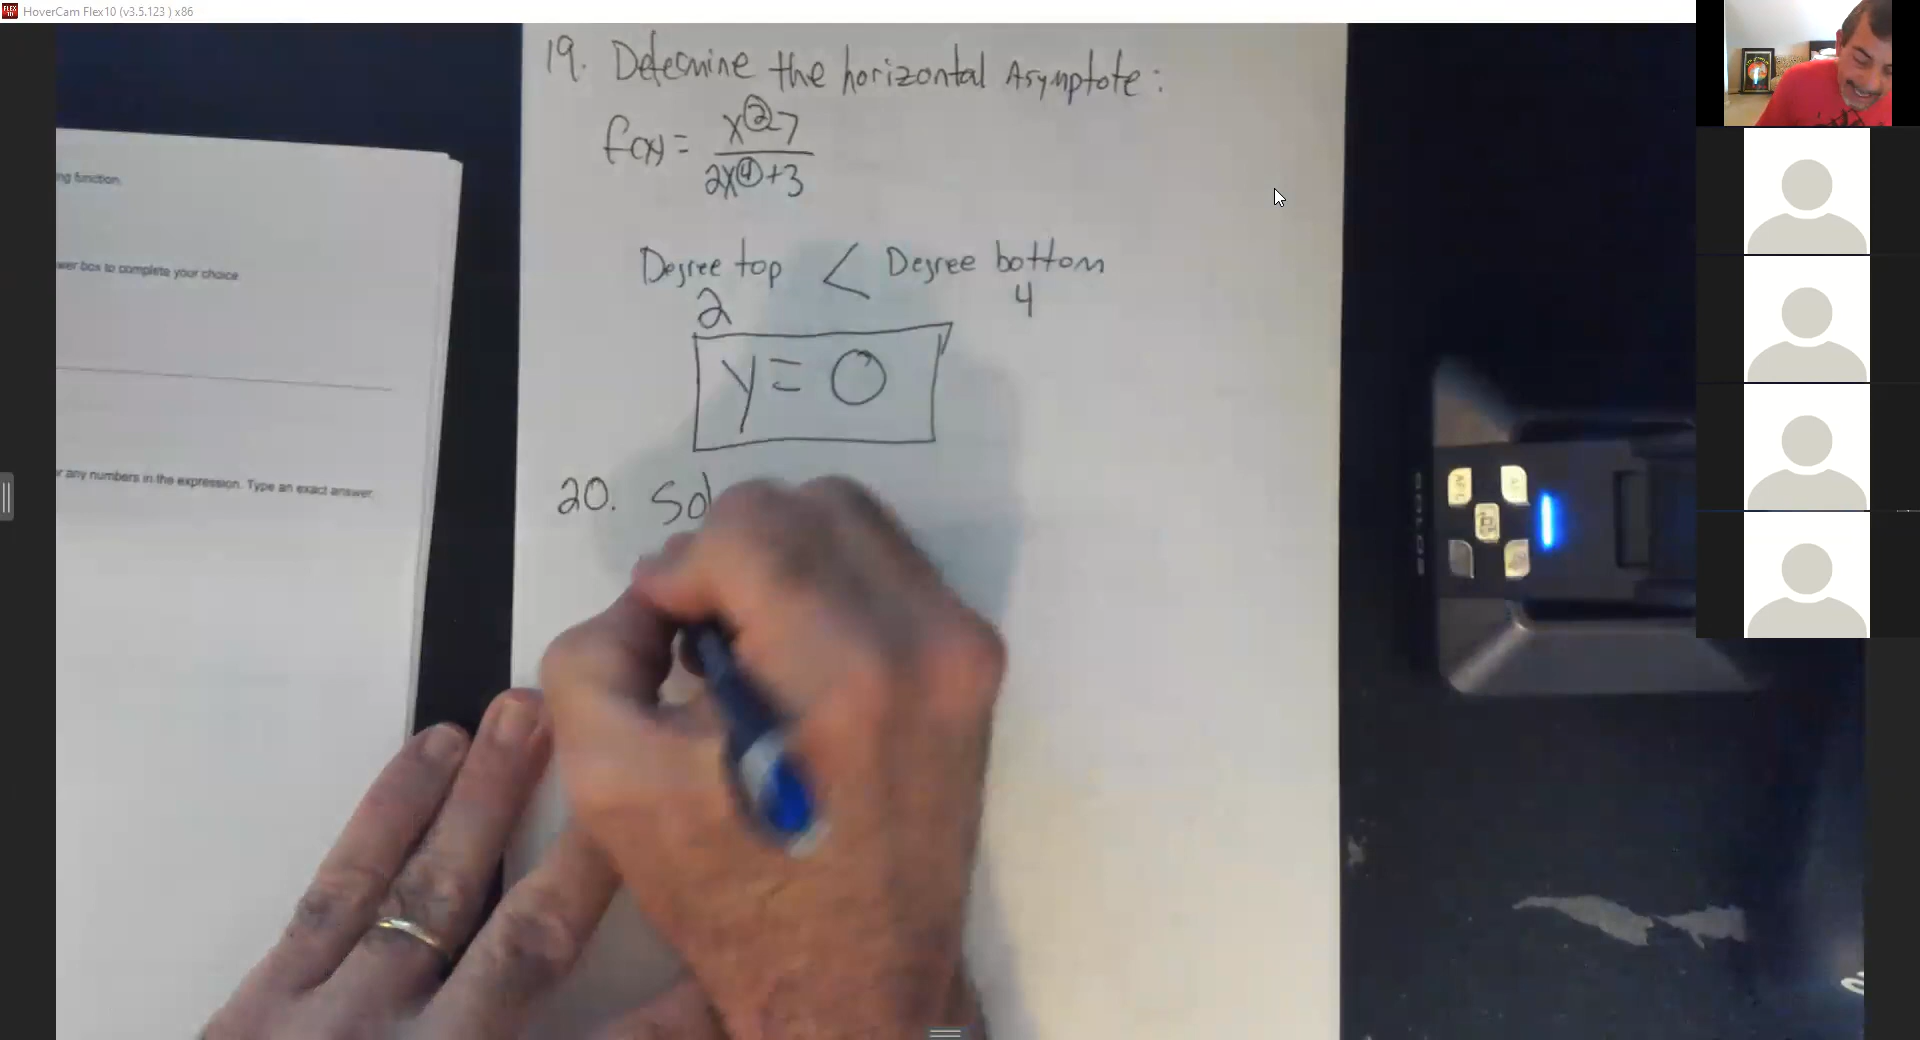 HoverCam Flex10 (v3.5.123 ) x86
19. Determine the horizontal Asymptote:
f(x) = x²-7
2x⁴+3
Degree top < Degree bottom
2 4
y = 0
20. Sol
ng function.
wer box to complete your choice
r any numbers in the expression. Type an exact answer.